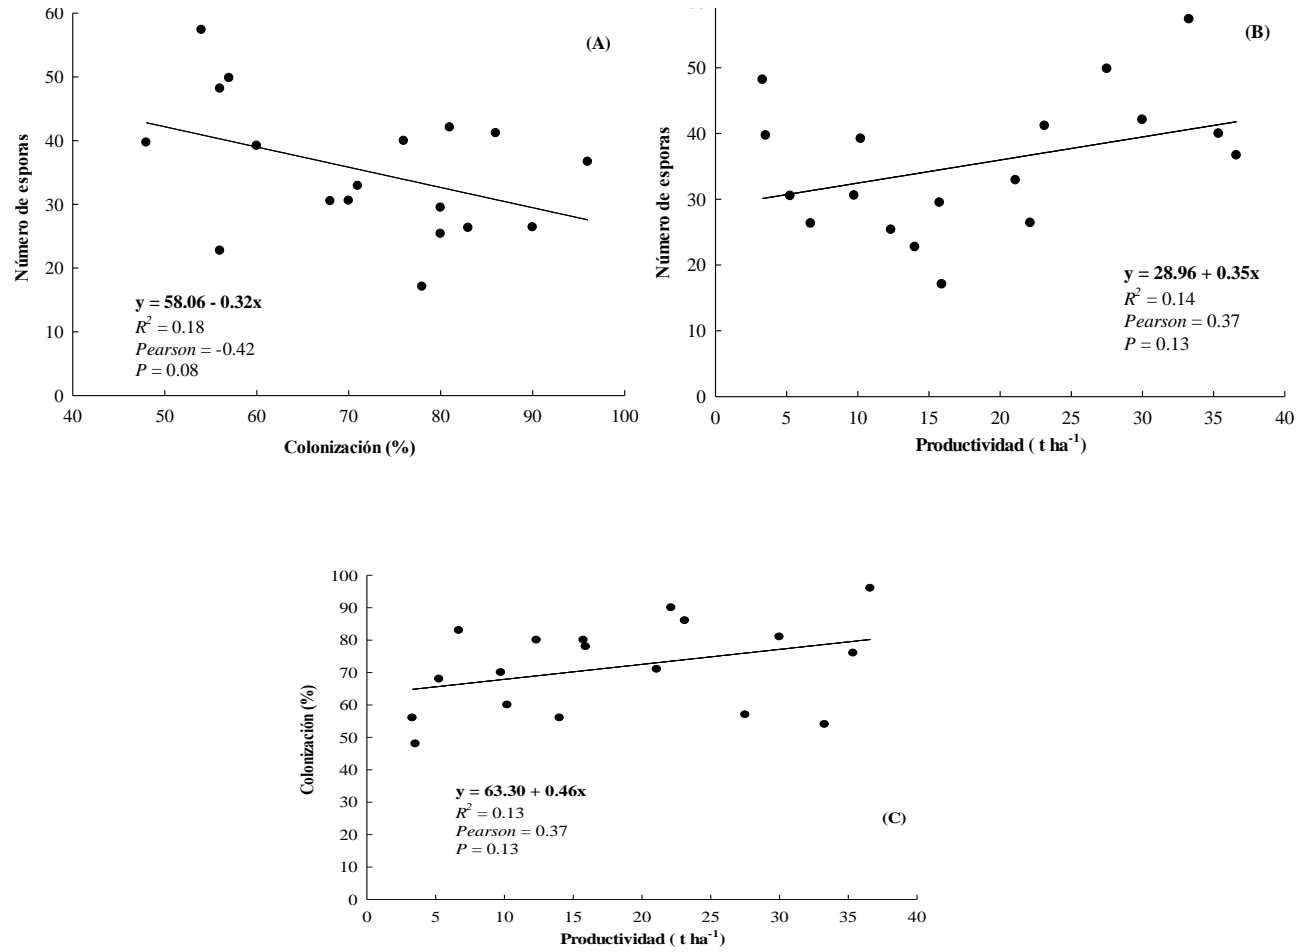 60
50
40
30
20
10
0
40
50
60
70
80
90
100
Número de esporas
Colonización (%)
(A)
y = 58.06 - 0.32x
R² = 0.18
Pearson = -0.42
P = 0.08
50
40
30
20
10
0
0
5
10
15
20
25
30
35
40
Número de esporas
Productividad ( t ha⁻¹)
(B)
y = 28.96 + 0.35x
R² = 0.14
Pearson = 0.37
P = 0.13
100
90
80
70
60
50
40
30
20
10
0
0
5
10
15
20
25
30
35
40
Colonización (%)
Productividad ( t ha⁻¹)
y = 63.30 + 0.46x
R² = 0.13
Pearson = 0.37
P = 0.13
(C)